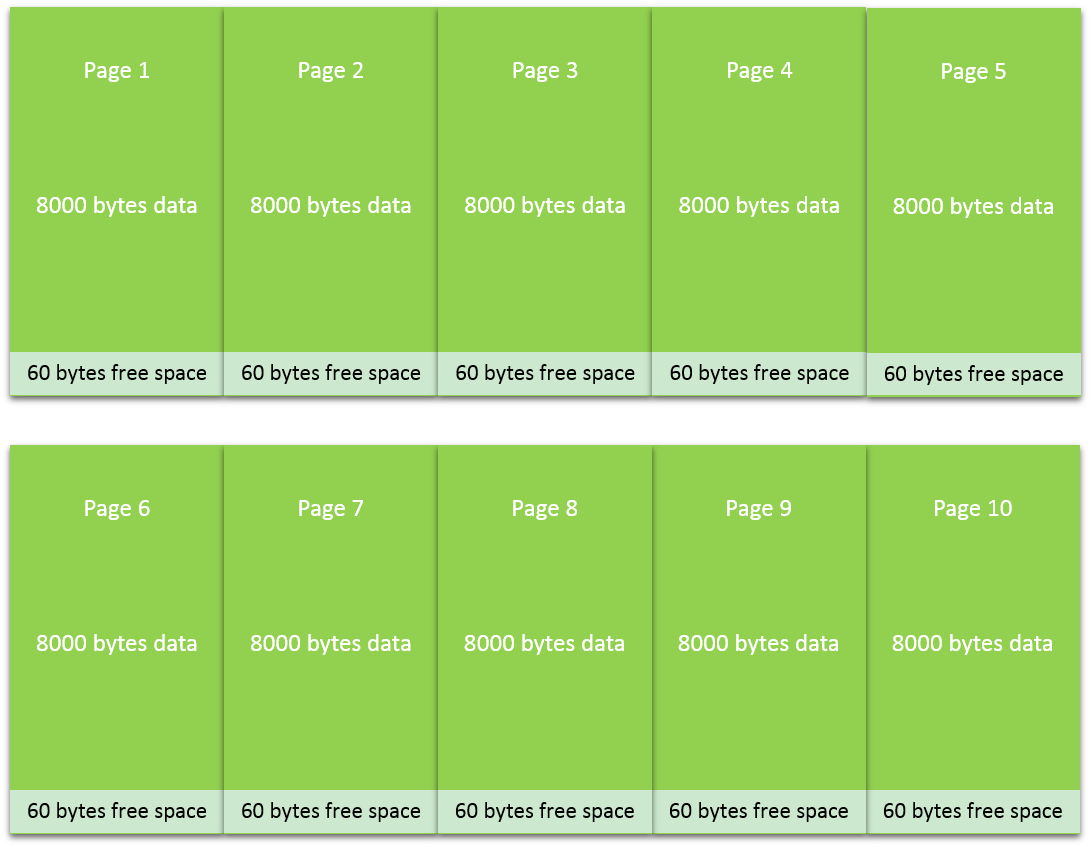 Page 1 Page 2 Page 3 Page 4 Page 5
8000 bytes data 8000 bytes data 8000 bytes data 8000 bytes data 8000 bytes data
60 bytes free space 60 bytes free space 60 bytes free space 60 bytes free space 60 bytes free space
Page 6 Page 7 Page 8 Page 9 Page 10
8000 bytes data 8000 bytes data 8000 bytes data 8000 bytes data 8000 bytes data
60 bytes free space 60 bytes free space 60 bytes free space 60 bytes free space 60 bytes free space